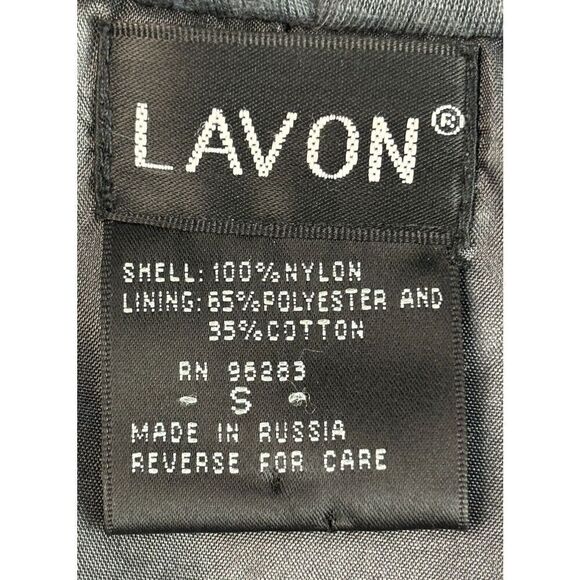 LAVON®
SHELL: 100%NYLON
LINING: 65%POLYESTER AND
35%COTTON
RN 96283
- S -
MADE IN RUSSIA
REVERSE FOR CARE